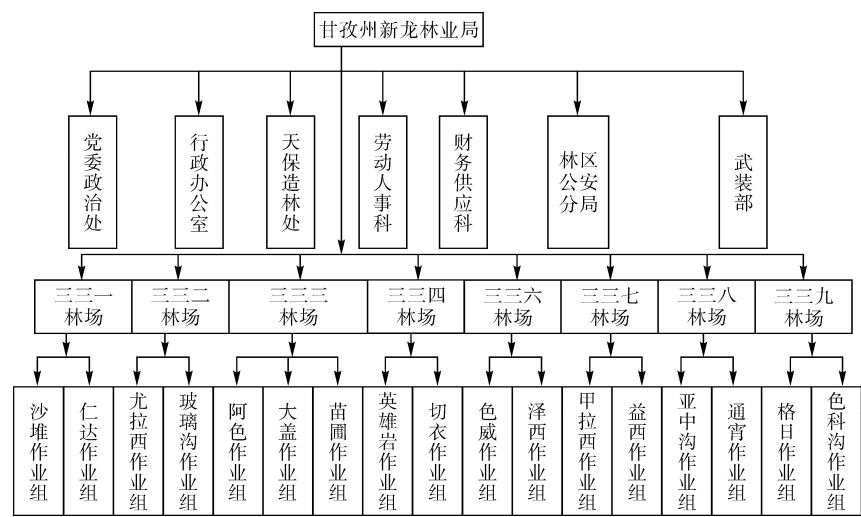 甘孜州新龙林业局
党委政治处
行政办公室
天保造林处
劳动人事科
财务供应科
林区公安分局
武装部
三三一林场
三三二林场
三三三林场
三三四林场
三三六林场
三三七林场
三三八林场
三三九林场
沙堆作业组
仁达作业组
尤拉西作业组
玻璃沟作业组
阿色作业组
大盖作业组
苗圃作业组
英雄岩作业组
切衣作业组
色威作业组
泽西作业组
甲拉西作业组
益西作业组
亚中沟作业组
通宵作业组
格日作业组
色科沟作业组